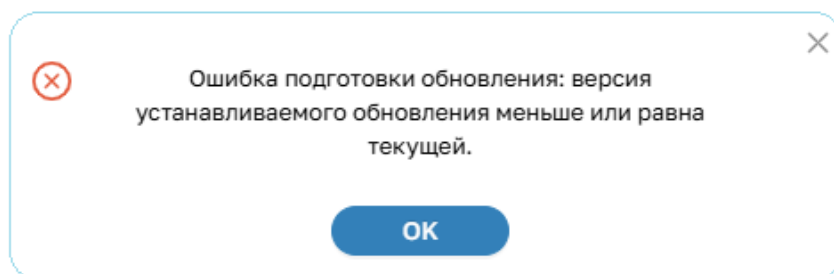 Ошибка подготовки обновления: версия
устанавливаемого обновления меньше или равна
текущей.
OK